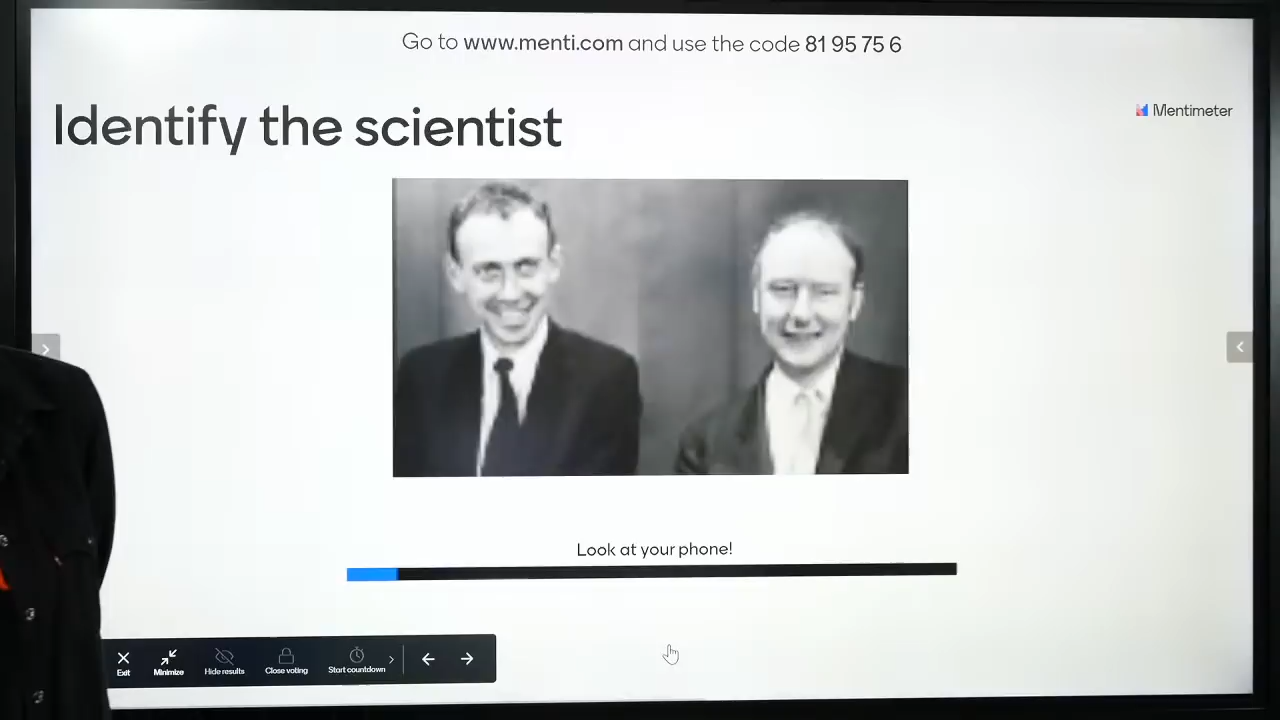 Go to www.menti.com and use the code 81 95 75 6
Identify the scientist
Mentimeter
Look at your phone!
Exit
Minimize
Hide results
Close voting
Start countdown